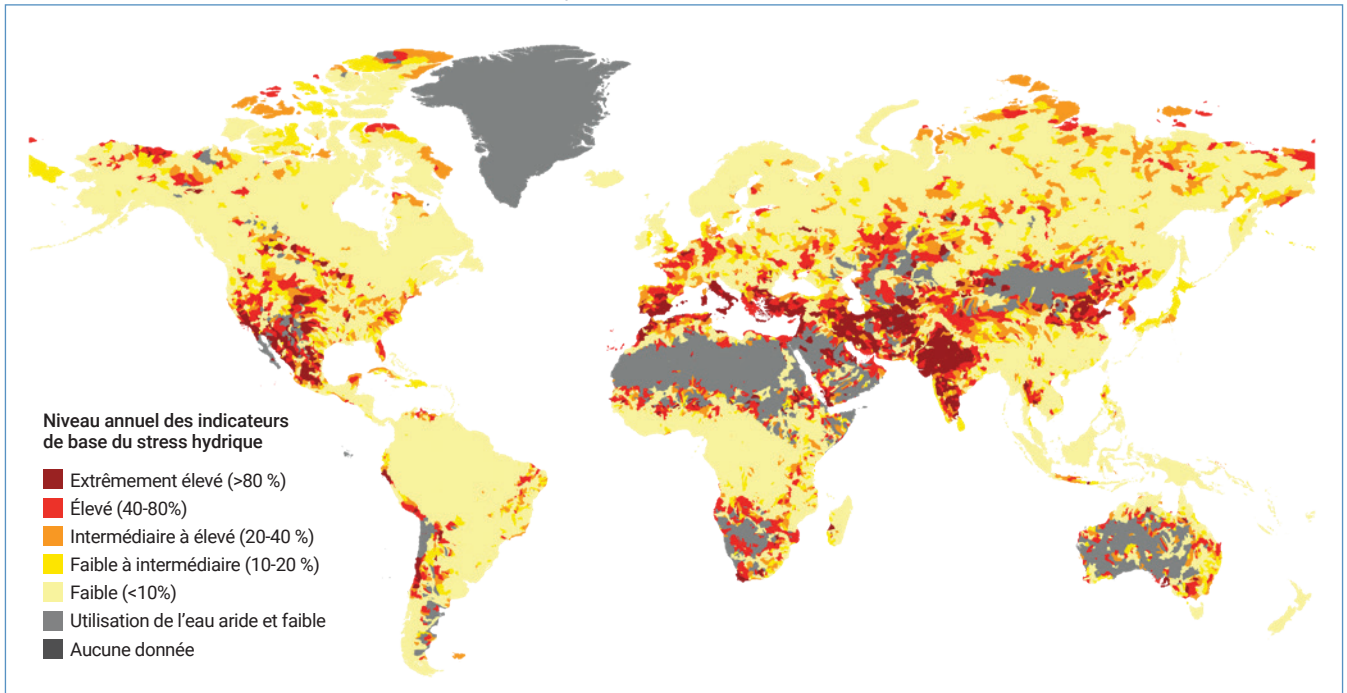 Niveau annuel des indicateurs
de base du stress hydrique
Extrêmement élevé (>80 %)
Élevé (40-80%)
Intermédiaire à élevé (20-40 %)
Faible à intermédiaire (10-20 %)
Faible (<10%)
Utilisation de l’eau aride et faible
Aucune donnée